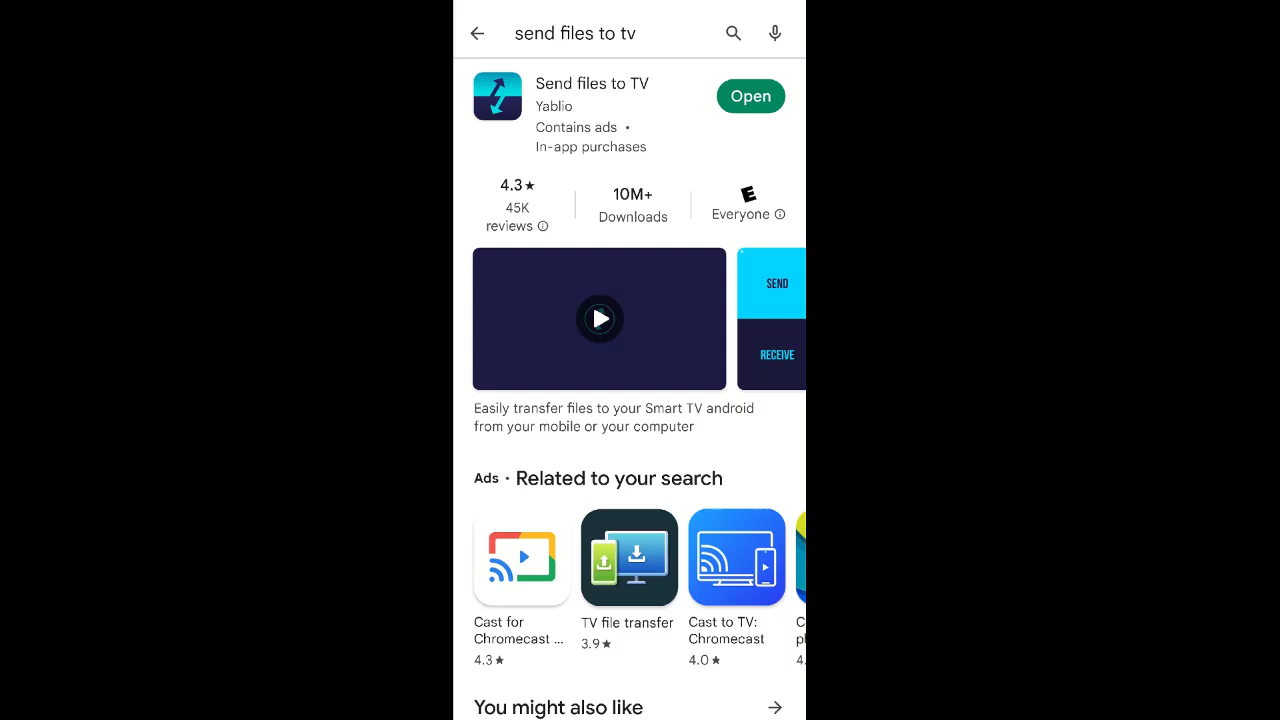 send files to tv
Send files to TV
Yablio
Open
Contains ads •
In-app purchases
4.3★
45K
reviews
10M+
Downloads
E
Everyone
SEND
RECEIVE
Easily transfer files to your Smart TV android
from your mobile or your computer
Ads • Related to your search
Cast for
Chromecast ...
4.3★
TV file transfer
3.9★
Cast to TV:
Chromecast
4.0★
C
pl
4.
You might also like